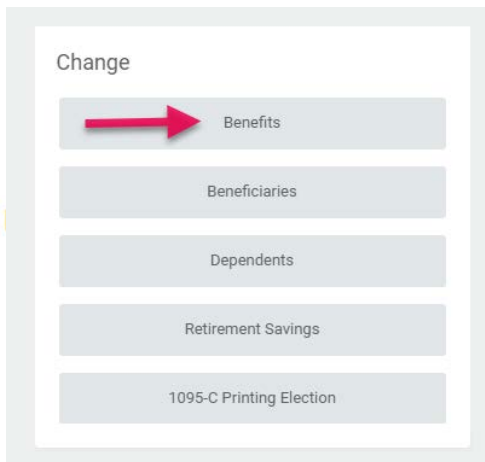 Change
Benefits
Beneficiaries
Dependents
Retirement Savings
1095-C Printing Election